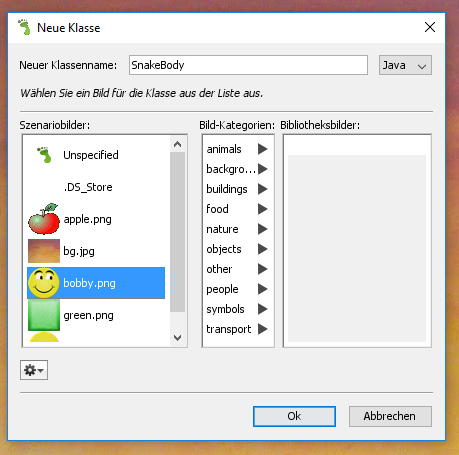 Neue Klasse
Neuer Klassenname: SnakeBody Java
Wählen Sie ein Bild für die Klasse aus der Liste aus.
Szenariobilder:
Unspecified
.DS_Store
apple.png
bg.jpg
bobby.png
green.png
Bild-Kategorien:
animals
backgro...
buildings
food
nature
objects
other
people
symbols
transport
Bibliotheksbilder:
Ok
Abbrechen